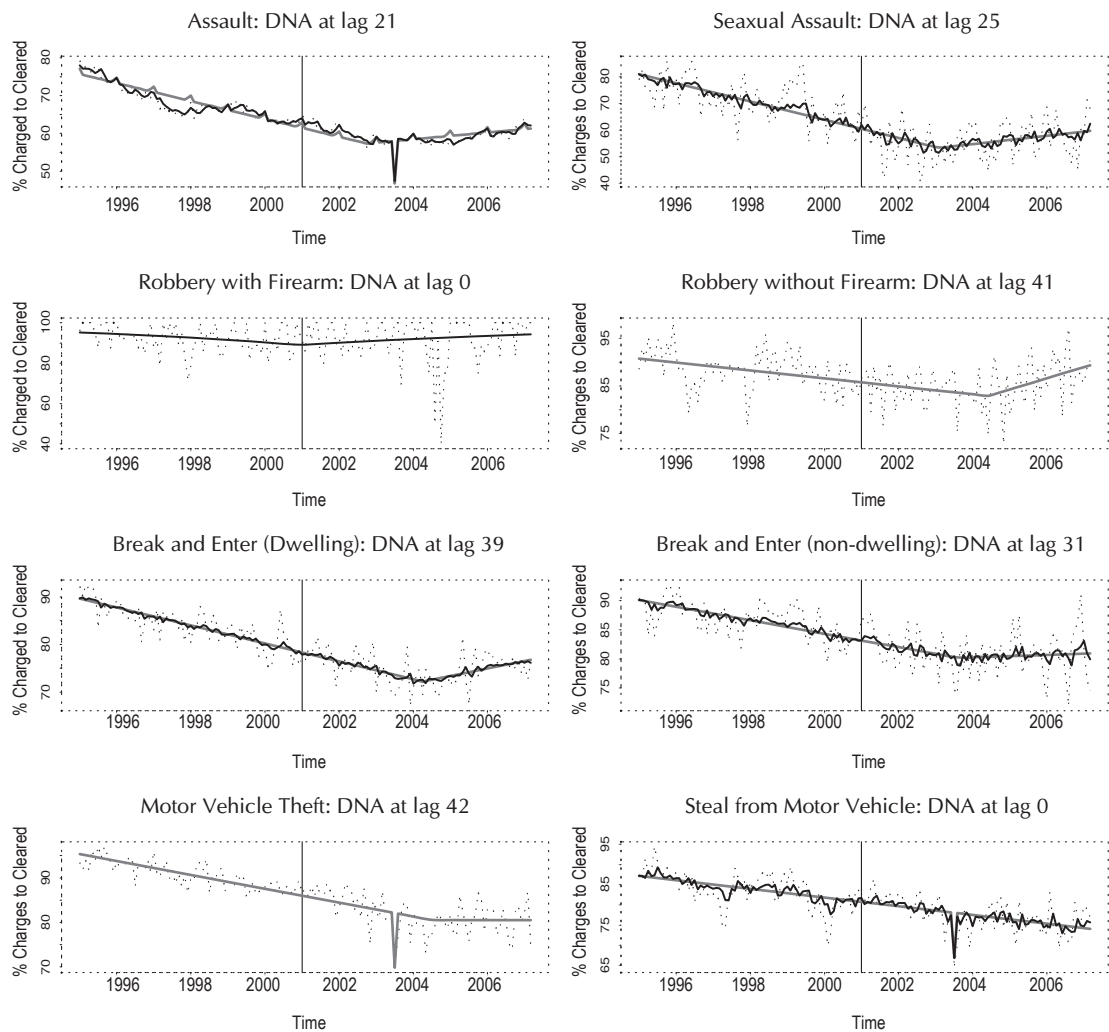 Assault: DNA at lag 21
% Charged to Cleared
80
70
60
50
1996 1998 2000 2002 2004 2006
Time
Seaxual Assault: DNA at lag 25
% Charges to Cleared
80
70
60
50
40
1996 1998 2000 2002 2004 2006
Time
Robbery with Firearm: DNA at lag 0
% Charged to Cleared
100
80
60
40
1996 1998 2000 2002 2004 2006
Time
Robbery without Firearm: DNA at lag 41
% Charges to Cleared
95
85
75
1996 1998 2000 2002 2004 2006
Time
Break and Enter (Dwelling): DNA at lag 39
% Charged to Cleared
90
80
70
1996 1998 2000 2002 2004 2006
Time
Break and Enter (non-dwelling): DNA at lag 31
% Charges to Cleared
90
85
80
75
1996 1998 2000 2002 2004 2006
Time
Motor Vehicle Theft: DNA at lag 42
% Charged to Cleared
90
80
70
1996 1998 2000 2002 2004 2006
Time
Steal from Motor Vehicle: DNA at lag 0
% Charges to Cleared
95
85
75
65
1996 1998 2000 2002 2004 2006
Time